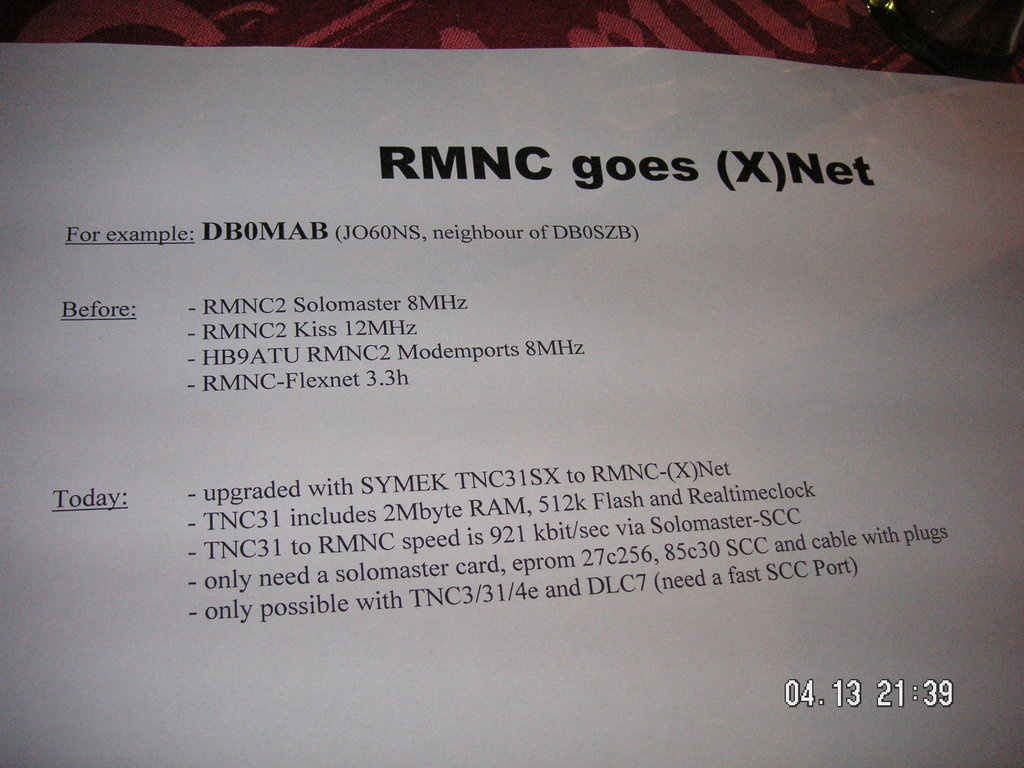 RMNC goes (X)Net
For example: DB0MAB (JO60NS, neighbour of DB0SZB)
Before: - RMNC2 Solomaster 8MHz
- RMNC2 Kiss 12MHz
- HB9ATU RMNC2 Modemports 8MHz
- RMNC-Flexnet 3.3h
Today: - upgraded with SYMEK TNC31SX to RMNC-(X)Net
- TNC31 includes 2Mbyte RAM, 512k Flash and Realtimeclock
- TNC31 to RMNC speed is 921 kbit/sec via Solomaster-SCC
- only need a solomaster card, eprom 27c256, 85c30 SCC and cable with plugs
- only possible with TNC3/31/4e and DLC7 (need a fast SCC Port)
04.13 21:39